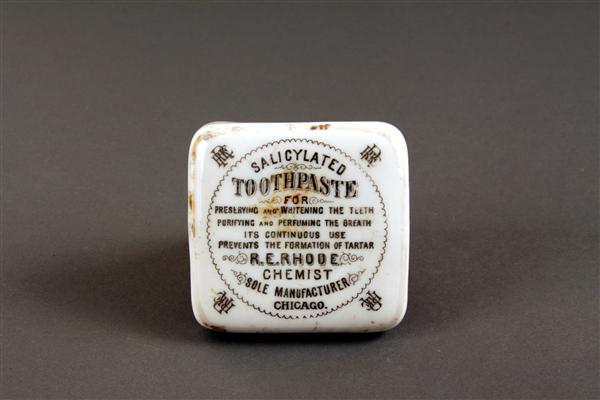 SALICYLATED
TOOTHPASTE
FOR
PRESERVING AND WHITENING THE TEETH
PURIFYING AND PERFUMING THE BREATH
ITS CONTINUOUS USE
PREVENTS THE FORMATION OF TARTAR
R.E.RHODE.
CHEMIST
SOLE MANUFACTURER
CHICAGO.